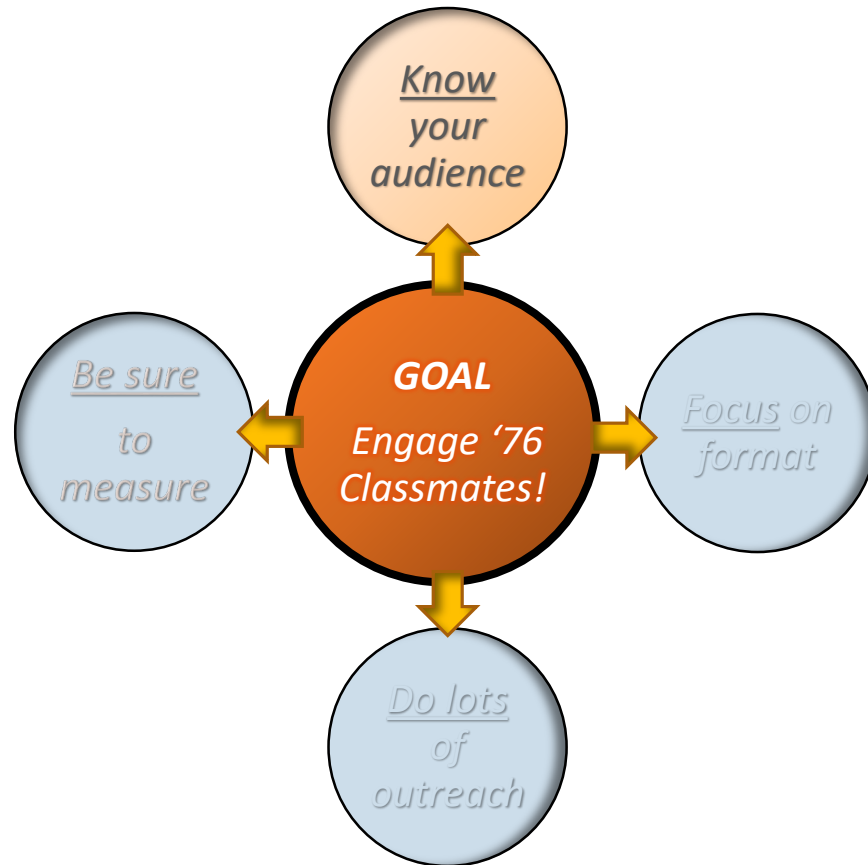 Know
your
audience
GOAL
Engage ‘76
Classmates!
Be sure
to
measure
Focus on
format
Do lots
of
outreach